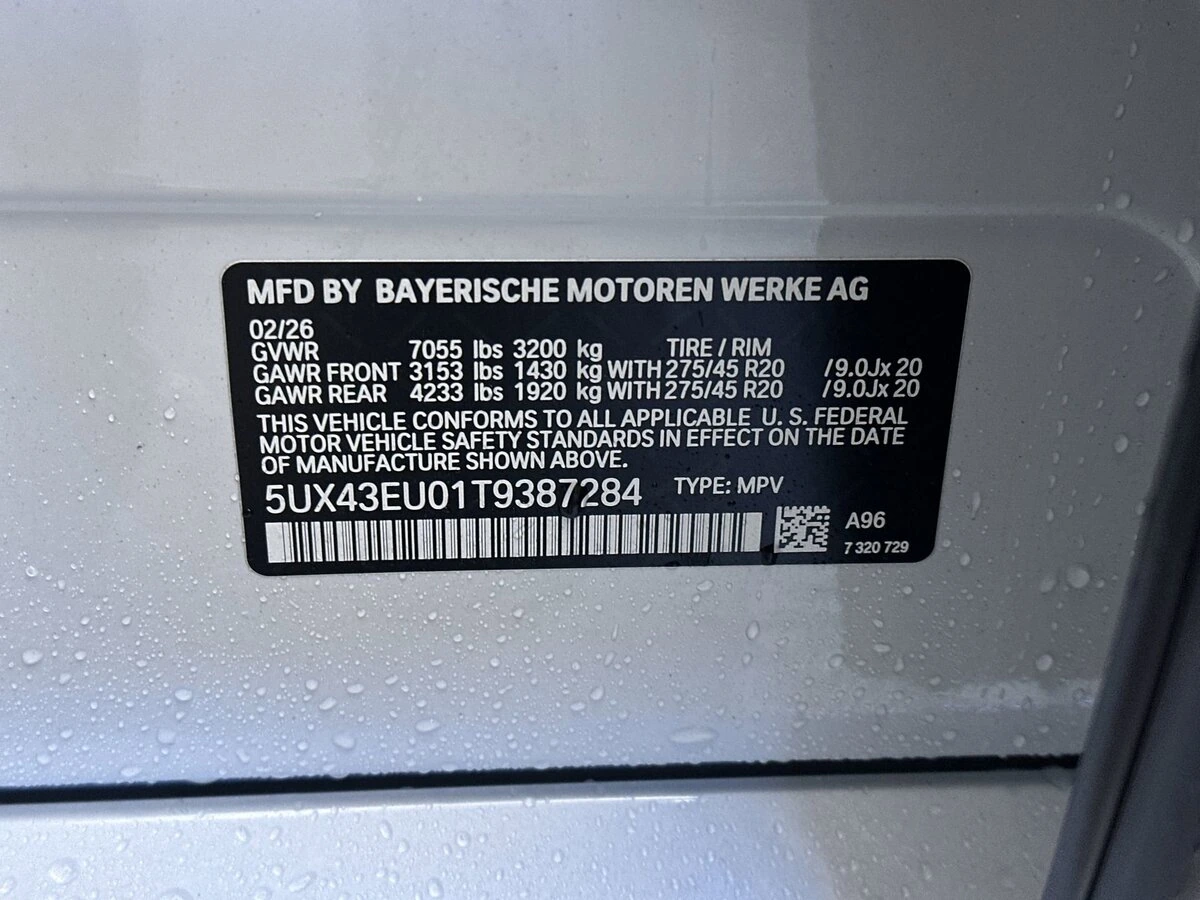 MFD BY BAYERISCHE MOTOREN WERKE AG
02/26
GVWR 7055 lbs 3200 kg TIRE / RIM
GAWR FRONT 3153 lbs 1430 kg WITH 275/45 R20 /9.0Jx 20
GAWR REAR 4233 lbs 1920 kg WITH 275/45 R20 /9.0Jx 20
THIS VEHICLE CONFORMS TO ALL APPLICABLE U. S. FEDERAL
MOTOR VEHICLE SAFETY STANDARDS IN EFFECT ON THE DATE
OF MANUFACTURE SHOWN ABOVE.
5UX43EU01T9387284 TYPE: MPV
A96
7 320 729